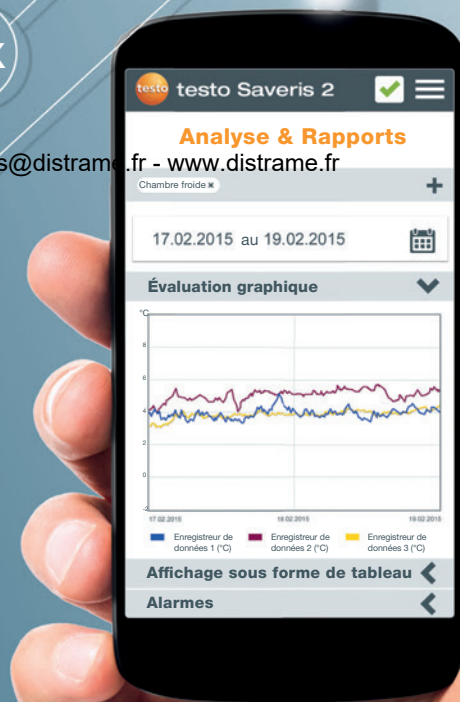 x
testo testo Saveris 2
Analyse & Rapports
s@distrame.fr - www.distrame.fr
Chambre froide ×
+
17.02.2015 au 19.02.2015
Évaluation graphique
°C
8
6
4
2
0
-2
17.02.2015 18.02.2015 19.02.2015
Enregistreur de données 1 (°C)
Enregistreur de données 2 (°C)
Enregistreur de données 3 (°C)
Affichage sous forme de tableau
Alarmes